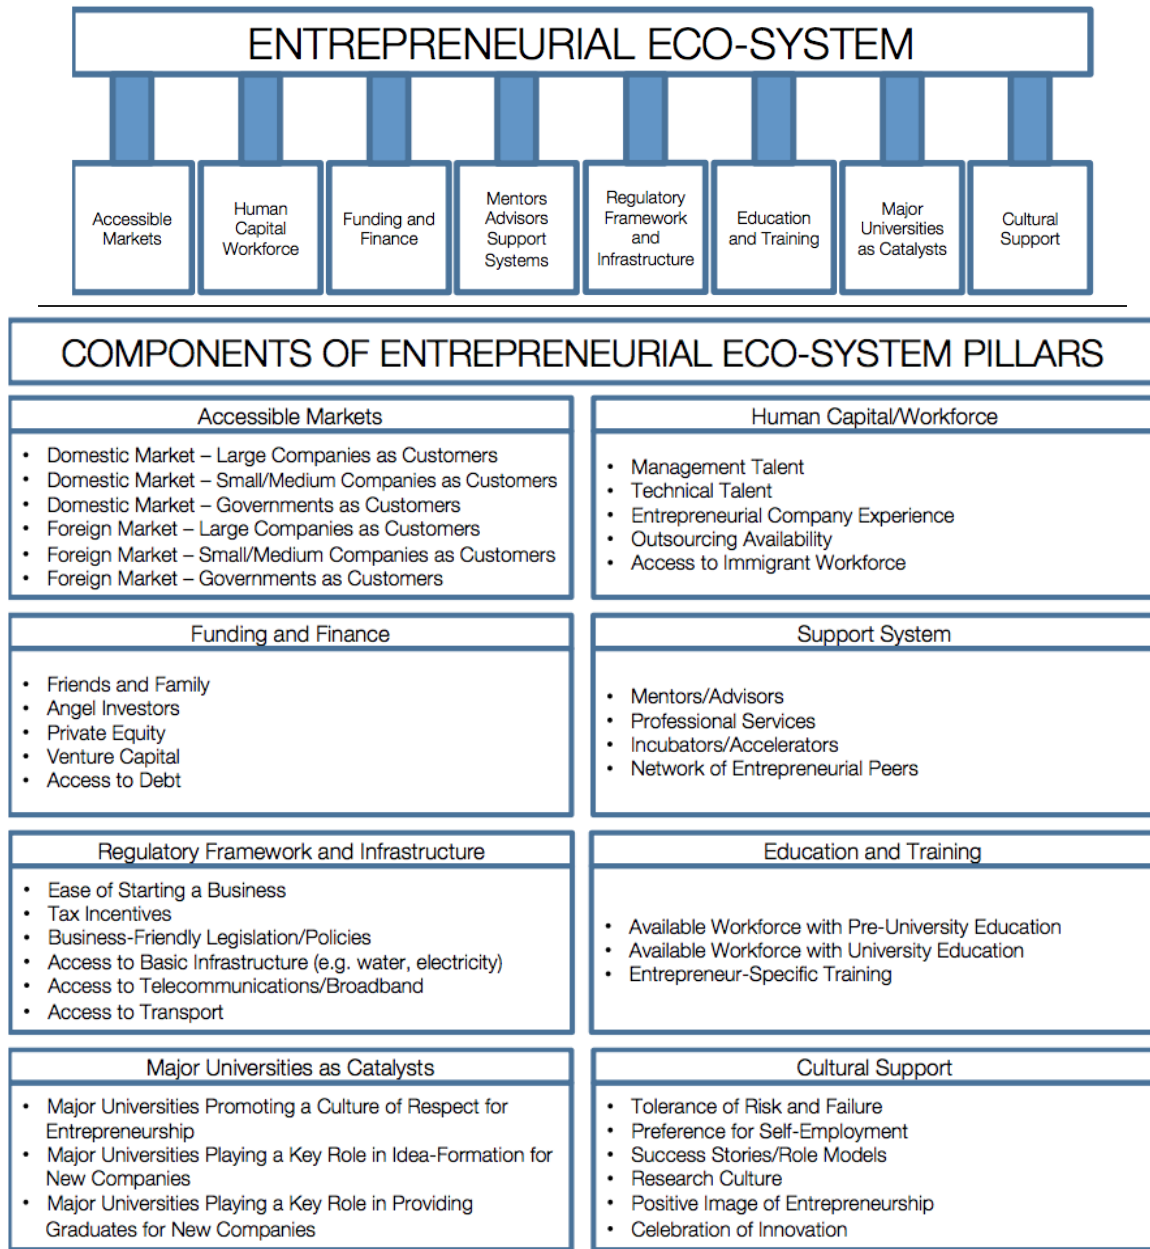 ENTREPRENEURIAL ECO-SYSTEM
Accessible
Markets
Human
Capital
Workforce
Funding and
Finance
Mentors
Advisors
Support
Systems
Regulatory
Framework
and
Infrastructure
Education
and Training
Major
Universities
as Catalysts
Cultural
Support
COMPONENTS OF ENTREPRENEURIAL ECO-SYSTEM PILLARS
Accessible Markets
• Domestic Market – Large Companies as Customers
• Domestic Market – Small/Medium Companies as Customers
• Domestic Market – Governments as Customers
• Foreign Market – Large Companies as Customers
• Foreign Market – Small/Medium Companies as Customers
• Foreign Market – Governments as Customers
Human Capital/Workforce
• Management Talent
• Technical Talent
• Entrepreneurial Company Experience
• Outsourcing Availability
• Access to Immigrant Workforce
Funding and Finance
• Friends and Family
• Angel Investors
• Private Equity
• Venture Capital
• Access to Debt
Support System
• Mentors/Advisors
• Professional Services
• Incubators/Accelerators
• Network of Entrepreneurial Peers
Regulatory Framework and Infrastructure
• Ease of Starting a Business
• Tax Incentives
• Business-Friendly Legislation/Policies
• Access to Basic Infrastructure (e.g. water, electricity)
• Access to Telecommunications/Broadband
• Access to Transport
Education and Training
• Available Workforce with Pre-University Education
• Available Workforce with University Education
• Entrepreneur-Specific Training
Major Universities as Catalysts
• Major Universities Promoting a Culture of Respect for
Entrepreneurship
• Major Universities Playing a Key Role in Idea-Formation for
New Companies
• Major Universities Playing a Key Role in Providing
Graduates for New Companies
Cultural Support
• Tolerance of Risk and Failure
• Preference for Self-Employment
• Success Stories/Role Models
• Research Culture
• Positive Image of Entrepreneurship
• Celebration of Innovation